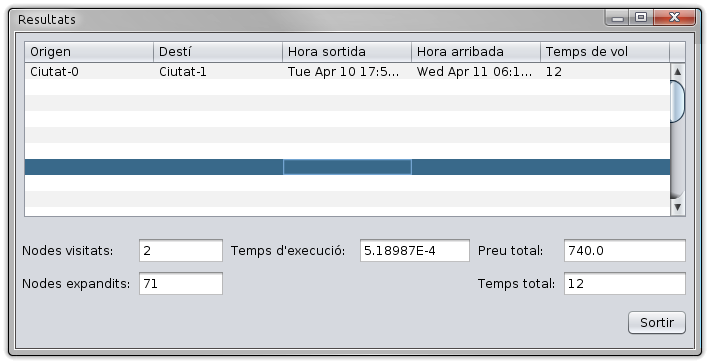 Resultats
Origen Destí Hora sortida Hora arribada Temps de vol
Ciutat-0 Ciutat-1 Tue Apr 10 17:5... Wed Apr 11 06:1... 12
Nodes visitats: 2 Temps d'execució: 5.18987E-4 Preu total: 740.0
Nodes expandits: 71 Temps total: 12
Sortir